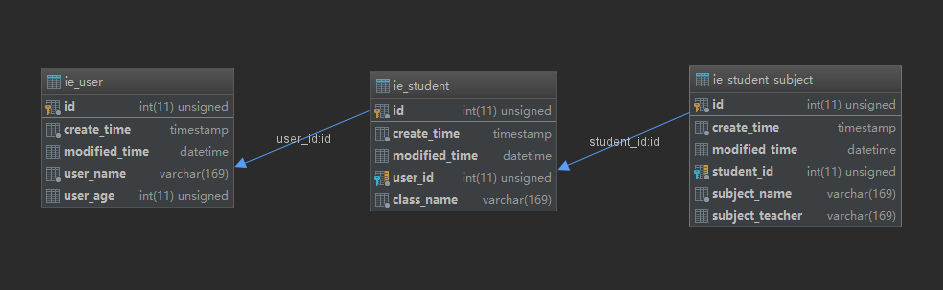 ie_user
id int(11) unsigned
create_time timestamp
modified_time datetime
user_name varchar(169)
user_age int(11) unsigned
user_id:id
ie_student
id int(11) unsigned
create_time timestamp
modified_time datetime
user_id int(11) unsigned
class_name varchar(169)
student_id:id
ie student subject
id int(11) unsigned
create_time timestamp
modified_time datetime
student_id int(11) unsigned
subject_name varchar(169)
subject_teacher varchar(169)